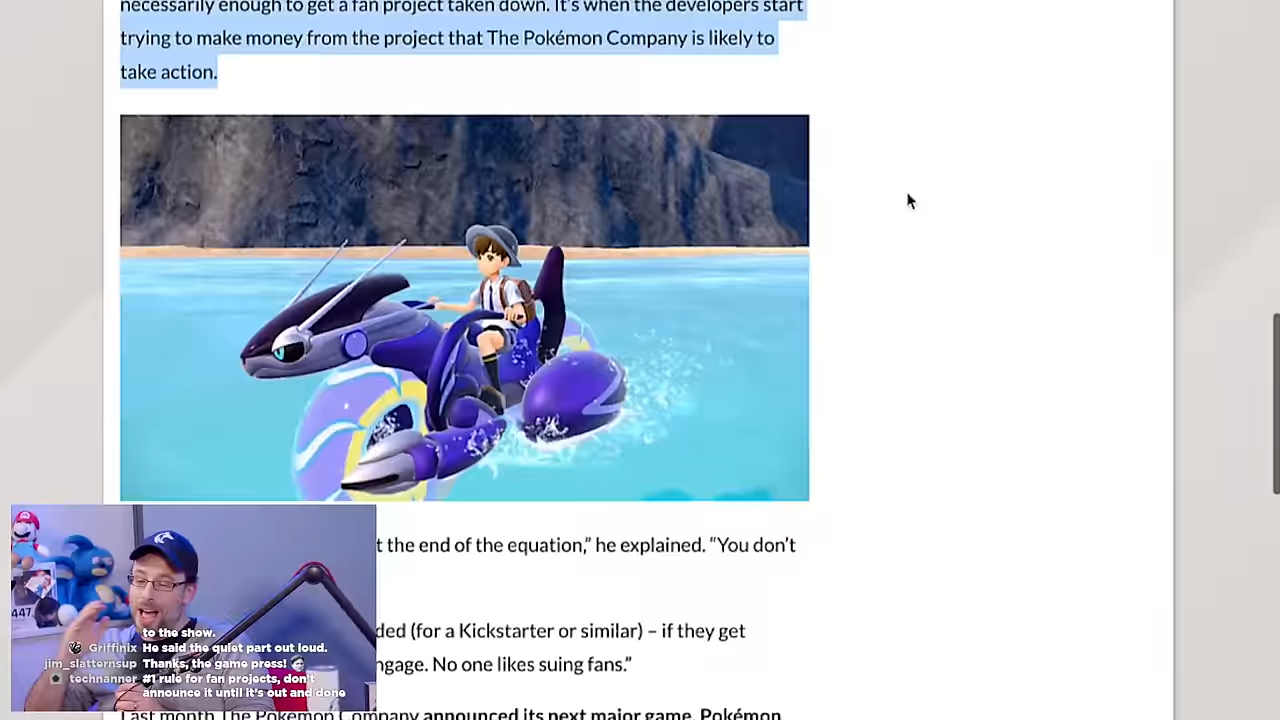 necessarily enough to get a fan project taken down. It’s when the developers start
trying to make money from the project that The Pokémon Company is likely to
take action.
t the end of the equation,” he explained. “You don’t
ded (for a Kickstarter or similar) – if they get
ngage. No one likes suing fans.”
Last month The Pokémon Company announced its next major game, Pokémon
447.
to the show.
Griffinix He said the quiet part out loud.
jim_slatternsup Thanks, the game press!
technannor #1 rule for fan projects, don't
announce it until it's out and done